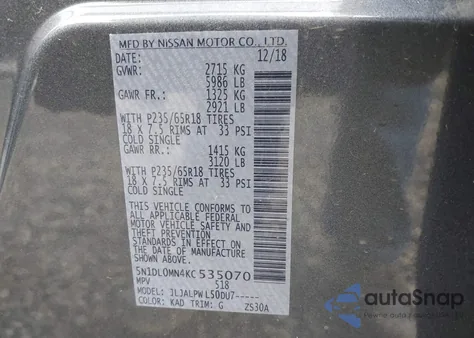 MFD BY NISSAN MOTOR CO., LTD.
DATE: 12/18
GVWR: 2715 KG
5986 LB
GAWR FR.: 1325 KG
2921 LB
WITH P235/65R18 TIRES
18 X 7.5 RIMS AT 33 PSI
COLD SINGLE
GAWR RR.: 1415 KG
3120 LB
WITH P235/65R18 TIRES
18 X 7.5 RIMS AT 33 PSI
COLD SINGLE
THIS VEHICLE CONFORMS TO
ALL APPLICABLE FEDERAL
MOTOR VEHICLE SAFETY
AND THEFT PREVENTION
STANDARDS IN EFFECT ON
THE DATE OF MANUFACTURE
SHOWN ABOVE.
5N1DL0MN4KC535070
MPV 518
MODEL: JLJALPWL50DU7-----
COLOR: KAD TRIM: G ZS30A
autoSnap
Powered by